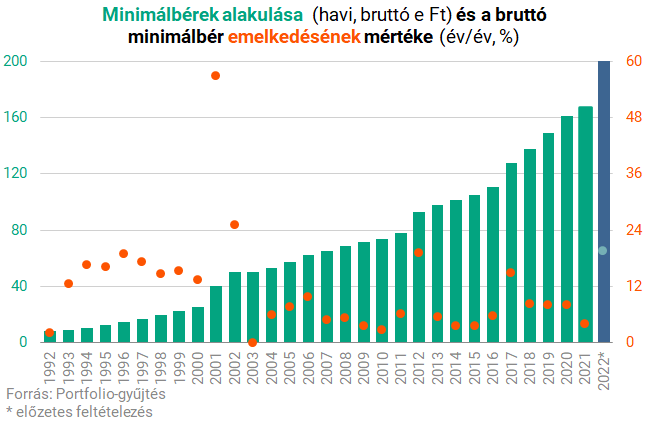 Minimálbérek alakulása (havi, bruttó e Ft) és a bruttó
minimálbér emelkedésének mértéke (év/év, %)
200 60
160 48
120 36
80 24
40 12
0 0
1992 1993 1994 1995 1996 1997 1998 1999 2000 2001 2002 2003 2004 2005 2006 2007 2008 2009 2010 2011 2012 2013 2014 2015 2016 2017 2018 2019 2020 2021 2022*
Forrás: Portfolio-gyűjtés
* előzetes feltételezés